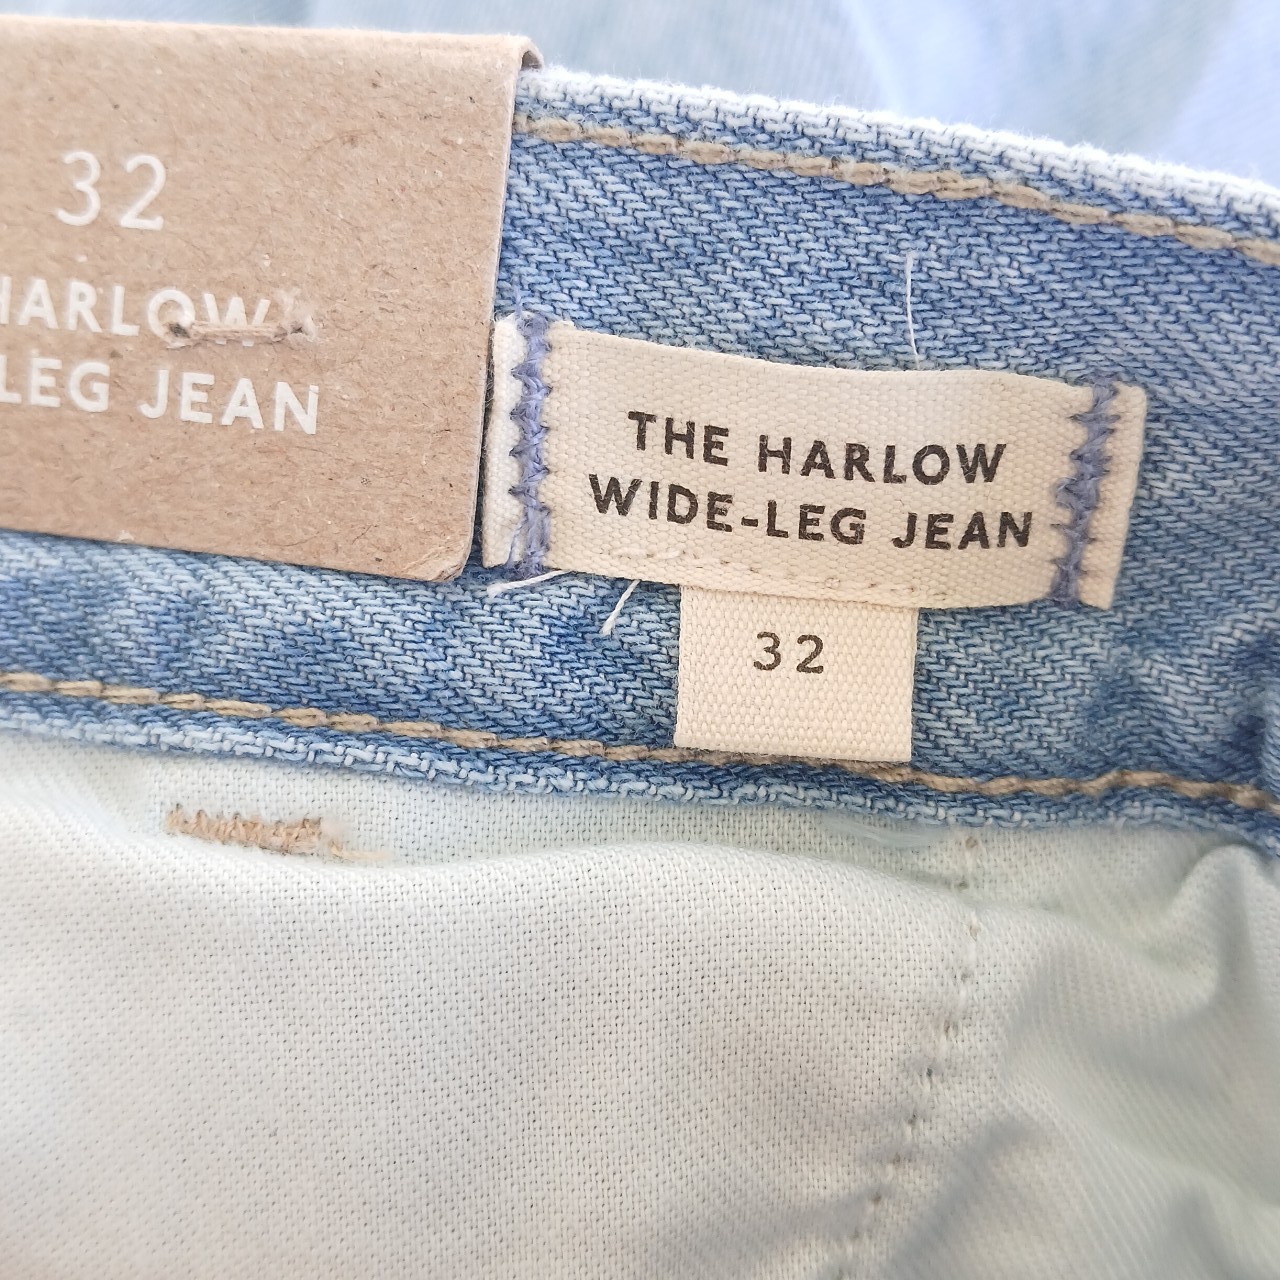 32
HARLOW
LEG JEAN
THE HARLOW
WIDE-LEG JEAN
32